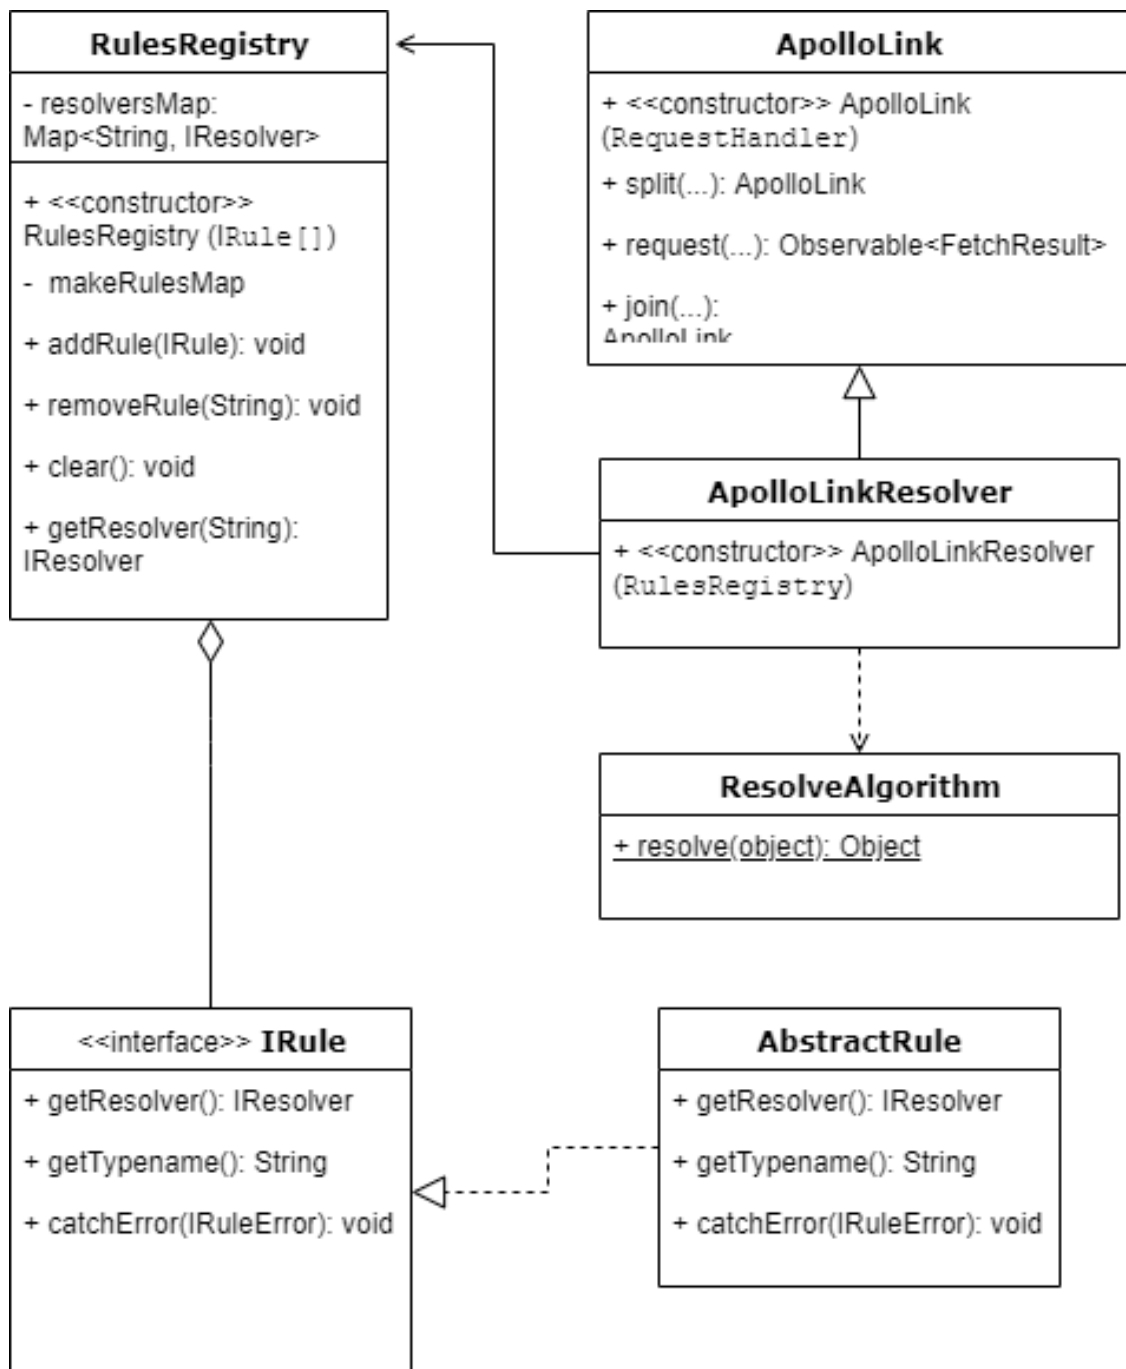 RulesRegistry
- resolversMap:
Map<String, IResolver>
+ <<constructor>>
RulesRegistry (IRule[])
- makeRulesMap
+ addRule(IRule): void
+ removeRule(String): void
+ clear(): void
+ getResolver(String):
IResolver
ApolloLink
+ <<constructor>> ApolloLink
(RequestHandler)
+ split(...): ApolloLink
+ request(...): Observable<FetchResult>
+ join(...):
ApolloLink
ApolloLinkResolver
+ <<constructor>> ApolloLinkResolver
(RulesRegistry)
ResolveAlgorithm
+ resolve(object): Object
<<interface>> IRule
+ getResolver(): IResolver
+ getTypename(): String
+ catchError(IRuleError): void
AbstractRule
+ getResolver(): IResolver
+ getTypename(): String
+ catchError(IRuleError): void